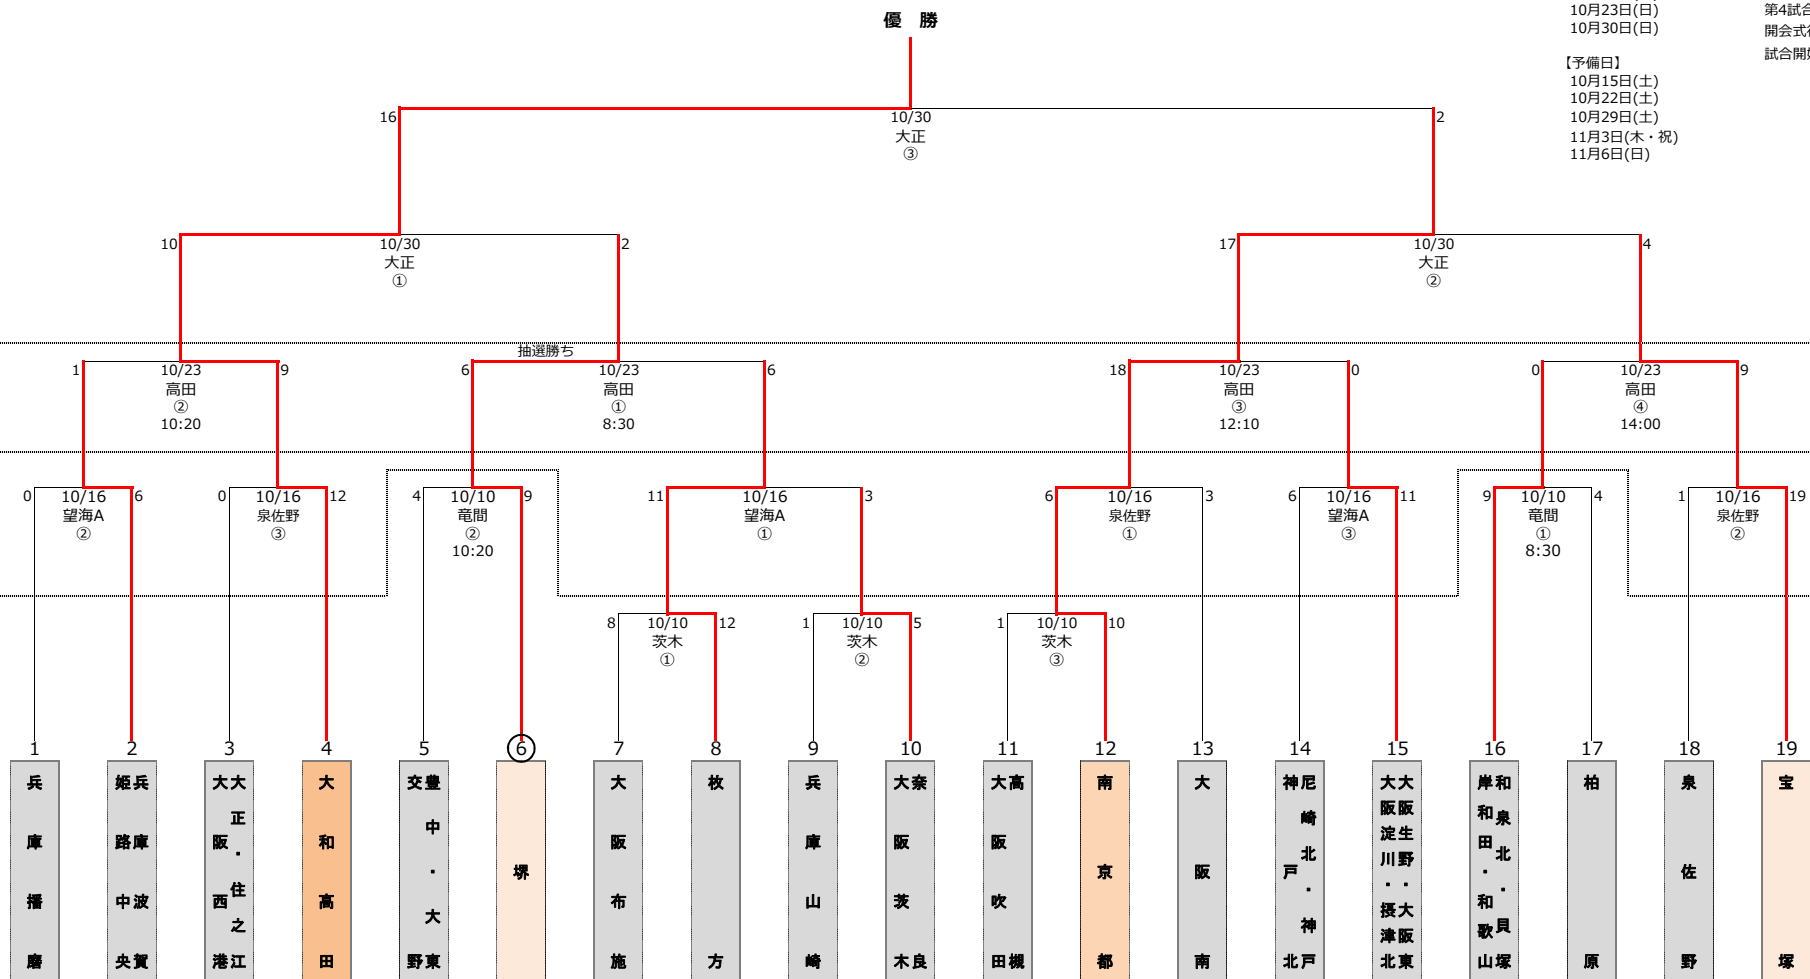 優 勝
10月23日(日)
10月30日(日)
【予備日】
10月15日(土)
10月22日(土)
10月29日(土)
11月3日(木・祝)
11月6日(日)
第4試合
開会式
試合開
16 10/30 2
大正
③
10 10/30 2
大正
①
17 10/30 4
大正
②
抽選勝ち
1 10/23 9
高田
②
10:20
6 10/23 6
高田
①
8:30
18 10/23 0
高田
③
12:10
0 10/23 9
高田
④
14:00
0 10/16 6
望海A
②
0 10/16 12
泉佐野
③
4 10/10 9
竜間
②
10:20
11 10/16 3
望海A
①
6 10/16 3
泉佐野
①
6 10/16 11
望海A
③
9 10/10 4
竜間
①
8:30
1 10/16 19
泉佐野
②
8 10/10 12
茨木
①
1 10/10 5
茨木
②
1 10/10 10
茨木
③
1
兵庫播磨
2
兵庫波賀
姫路中央
3
大正・住之江
大阪西港
4
大和高田
5
豊中・大東
交野
6
堺
7
大阪布施
8
枚方
9
兵庫山崎
10
奈良
大阪茨木
11
高槻
大阪吹田
12
南京都
13
大阪南
14
尼崎北・神戸
神戸北
15
大阪生野・大阪東
大阪淀川・摂津北
16
和泉北・貝塚
岸和田・和歌山
17
柏原
18
泉佐野
19
宝塚